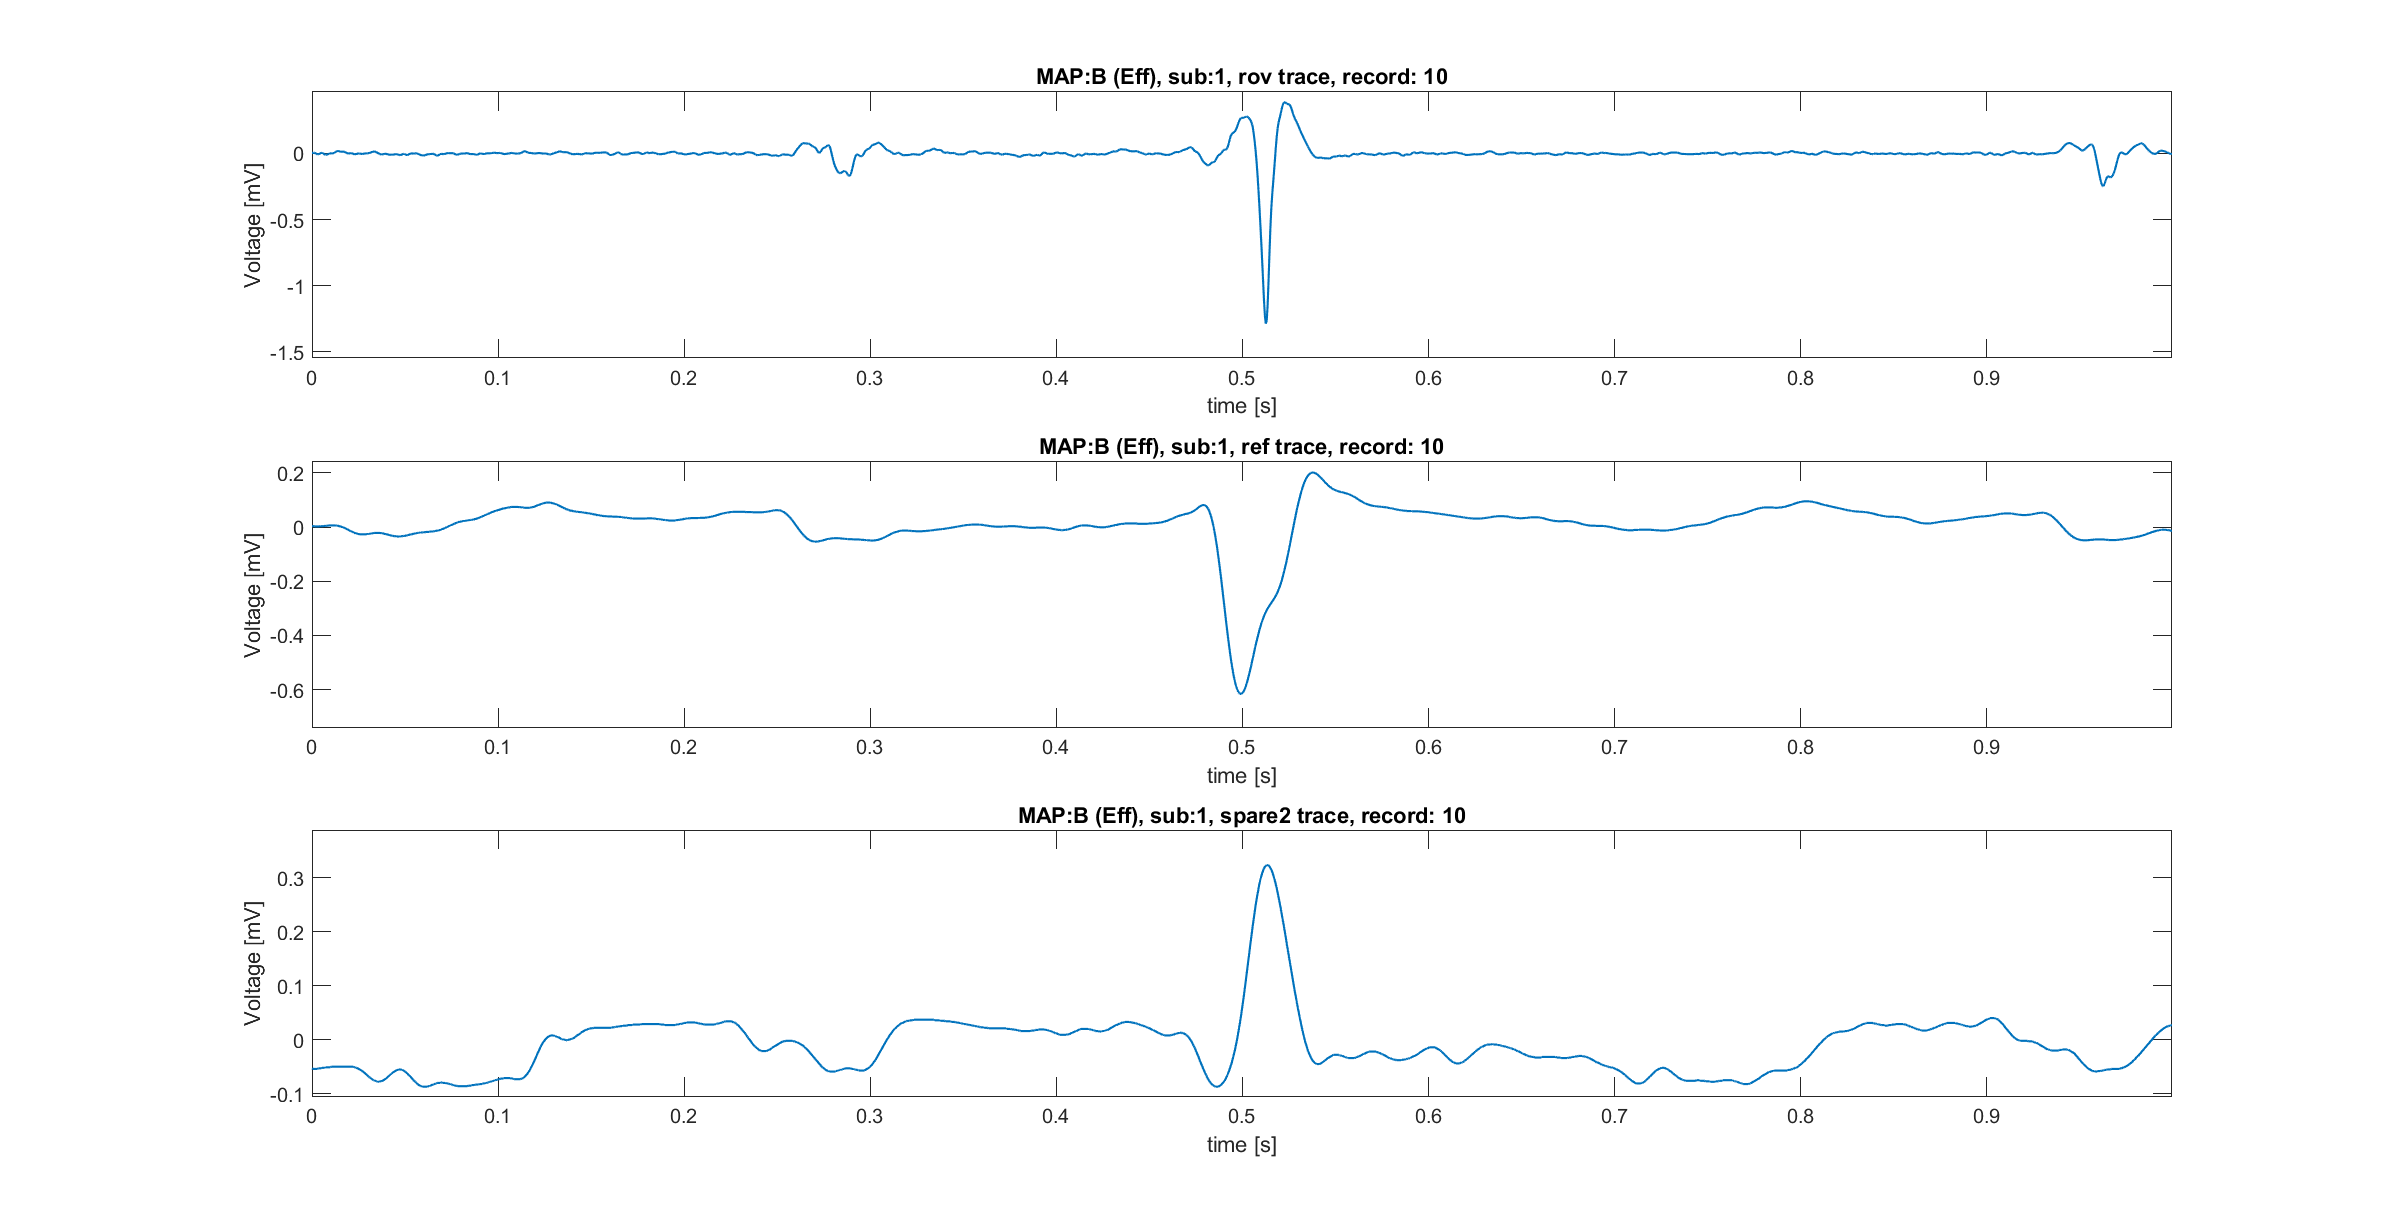 MAP:B (Eff), sub:1, rov trace, record: 10
Voltage [mV]
0
-0.5
-1
-1.5
0 0.1 0.2 0.3 0.4 0.5 0.6 0.7 0.8 0.9
time [s]
MAP:B (Eff), sub:1, ref trace, record: 10
Voltage [mV]
0.2
0
-0.2
-0.4
-0.6
0 0.1 0.2 0.3 0.4 0.5 0.6 0.7 0.8 0.9
time [s]
MAP:B (Eff), sub:1, spare2 trace, record: 10
Voltage [mV]
0.3
0.2
0.1
0
-0.1
0 0.1 0.2 0.3 0.4 0.5 0.6 0.7 0.8 0.9
time [s]